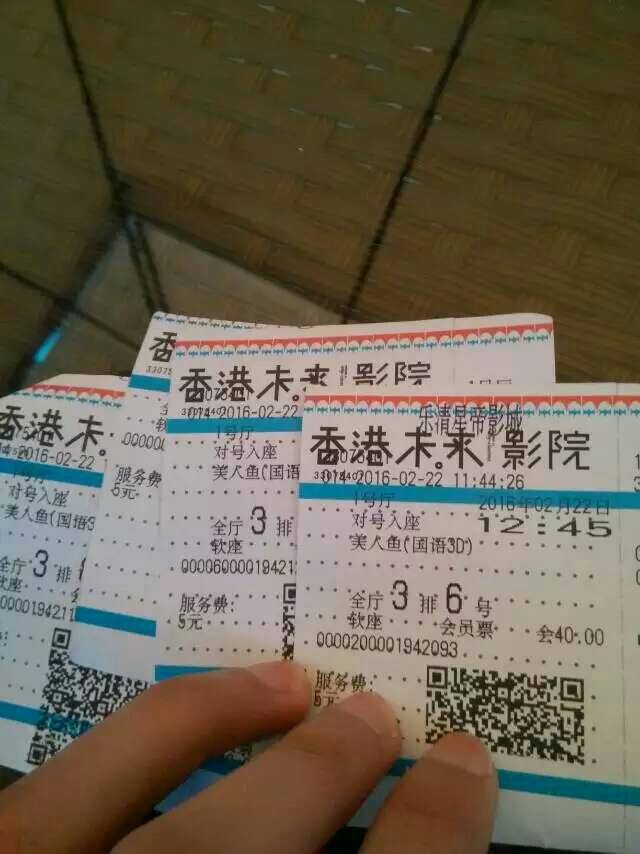 香港未来影院
乐清星帝影城
2016-02-22 11:44:26
1号厅
2016年02月22日
对号入座
12:45
美人鱼(国语3D)
全厅 3 排 6 号
软座
会员票
会40.00
0000200001942093
服务费:
5元
香港未来影院
2016-02-22
1号厅
对号入座
美人鱼(国语
全厅 3 排
软座
服务费:
5元
香
服务费
5元
香港未
2016-02-22
1号厅
对号入座
美人鱼(国语3
全厅 3 排
软座